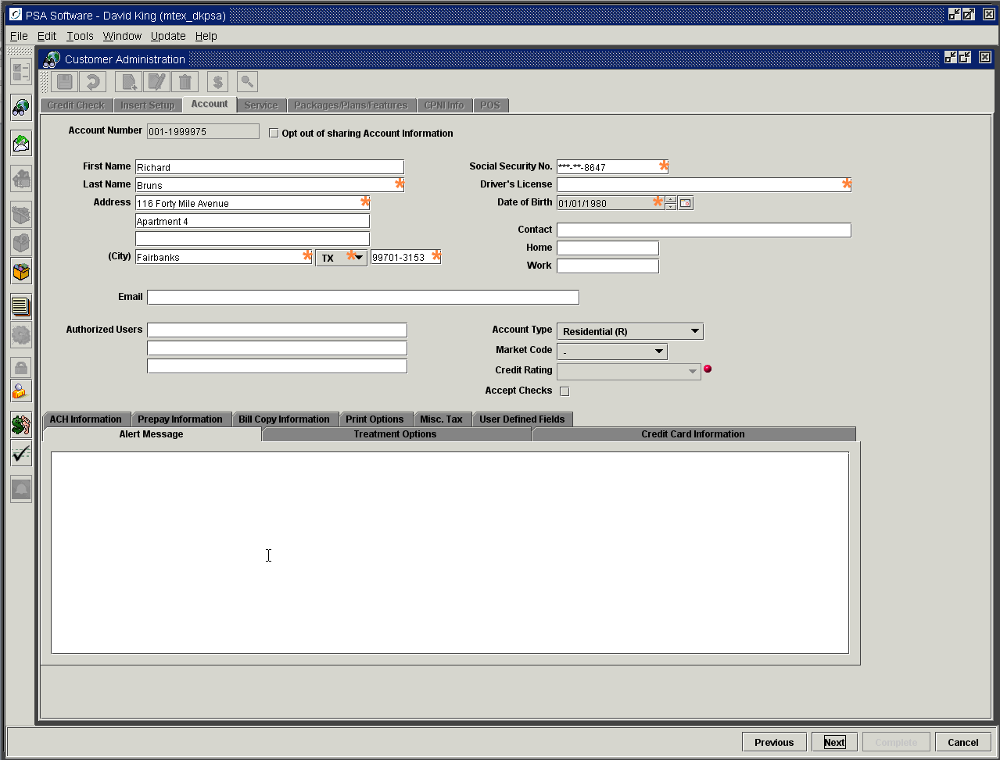 PSA Software - David King (mtex_dkpsa)
File Edit Tools Window Update Help
Customer Administration
Credit Check Insert Setup Account Service Packages/Plans/Features CPNI Info POS
Account Number 001-1999975 Opt out of sharing Account Information
First Name Richard Social Security No. ***-**-8647
Last Name Bruns Driver's License
Address 116 Forty Mile Avenue Date of Birth 01/01/1980
Apartment 4
Contact
Home
(City) Fairbanks TX 99701-3153
Work
Email
Authorized Users Account Type Residential (R)
Market Code -
Credit Rating
Accept Checks
ACH Information Prepay Information Bill Copy Information Print Options Misc. Tax User Defined Fields
Alert Message Treatment Options Credit Card Information
Previous Next Complete Cancel